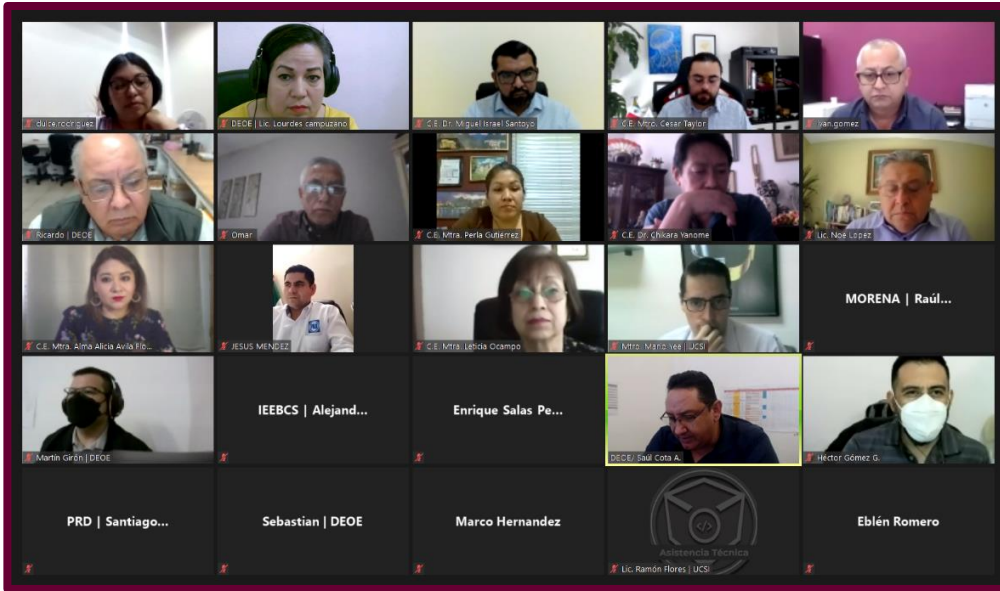 dulce.rodriguez
DEOE | Lic. Lourdes campuzano
C.E. Dr. Miguel Israel Santoyo
C.E. Mtro. Cesar Taylor
ivan.gomez
Ricardo | DEOE
Omar
C.E. Mtra. Perla Gutierrez
C.E. Dr. Chikara Yanome
Lic. Noé López
C.E. Mtra. Alma Alicia Avila Flo...
JESUS MENDEZ
C.E. Mtra. Leticia Ocampo
Mtro. Mario Yee | UCSI
MORENA | Raúl...
Martín Girón | DEOE
IEEBCS | Alejand...
Enrique Salas Pe...
DEOE/ Saúl Cota A.
Héctor Gómez G.
PRD | Santiago...
Sebastian | DEOE
Marco Hernandez
</>
Asistencia Técnica
Lic. Ramón Flores | UCSI
Eblén Romero